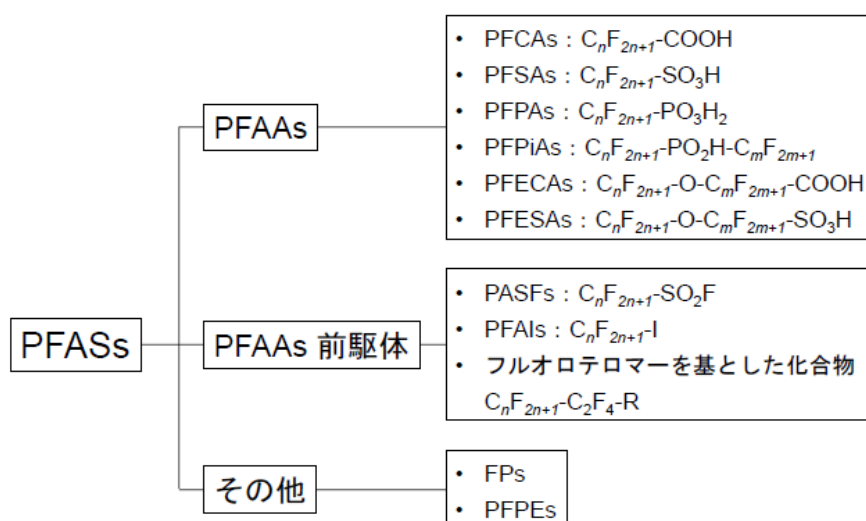 PFASs
PFAAs
• PFCAs : CnF2n+1-COOH
• PFSAs : CnF2n+1-SO3H
• PFPAs : CnF2n+1-PO3H2
• PFPiAs : CnF2n+1-PO2H-CmF2m+1
• PFECAs : CnF2n+1-O-CmF2m+1-COOH
• PFESAs : CnF2n+1-O-CmF2m+1-SO3H
PFAAs 前駆体
• PASFs : CnF2n+1-SO2F
• PFAIs : CnF2n+1-I
• フルオロテロマーを基とした化合物
CnF2n+1-C2F4-R
その他
• FPs
• PFPEs